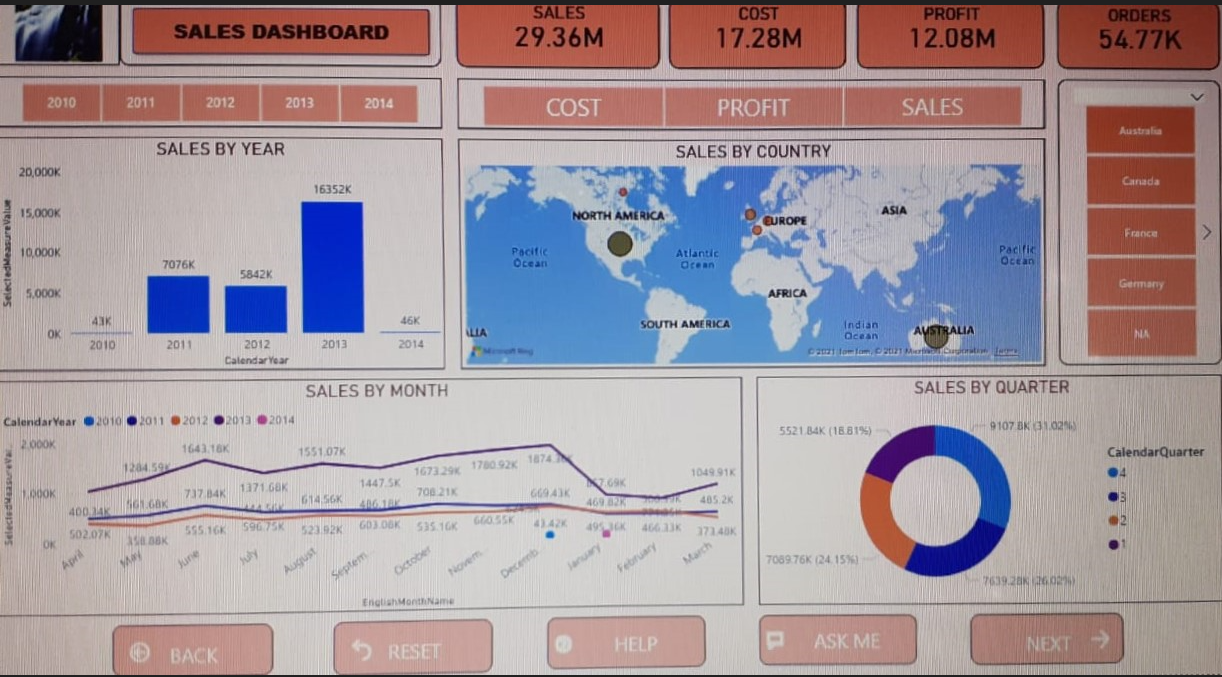 SALES DASHBOARD
SALES
29.36M
COST
17.28M
PROFIT
12.08M
ORDERS
54.77K
2010 2011 2012 2013 2014
COST PROFIT SALES
Australia
Canada
France
Germany
NA
SALES BY YEAR
SelectedMeasureValue
20,000K
15,000K
10,000K
5,000K
0K
43K
7076K
5842K
16352K
46K
2010 2011 2012 2013 2014
CalendarYear
SALES BY COUNTRY
NORTH AMERICA
EUROPE
ASIA
Pacific
Ocean
Atlantic
Ocean
Pacific
Ocean
AFRICA
SOUTH AMERICA
Indian
Ocean
AUSTRALIA
ALIA
Microsoft Bing
© 2021 TomTom, © 2021 Microsoft Corporation Terms
SALES BY MONTH
CalendarYear 2010 2011 2012 2013 2014
2,000K
1,000K
0K
1284.59K
1643.18K
1371.68K
1551.07K
1447.5K
1673.29K
1780.92K
1049.91K
400.34K
561.68K
737.84K
614.56K
486.18K
708.21K
669.43K
469.82K
485.2K
502.07K
358.88K
555.16K
596.75K
523.92K
603.08K
535.16K
660.55K
43.42K
495.36K
466.33K
373.48K
April May June July August Septem... October Novem... Decemb... January February March
EnglishMonthName
SALES BY QUARTER
5521.84K (18.81%)
9107.8K (31.02%)
7089.76K (24.15%)
7639.28K (26.02%)
CalendarQuarter
4
3
2
1
BACK
RESET
HELP
ASK ME
NEXT